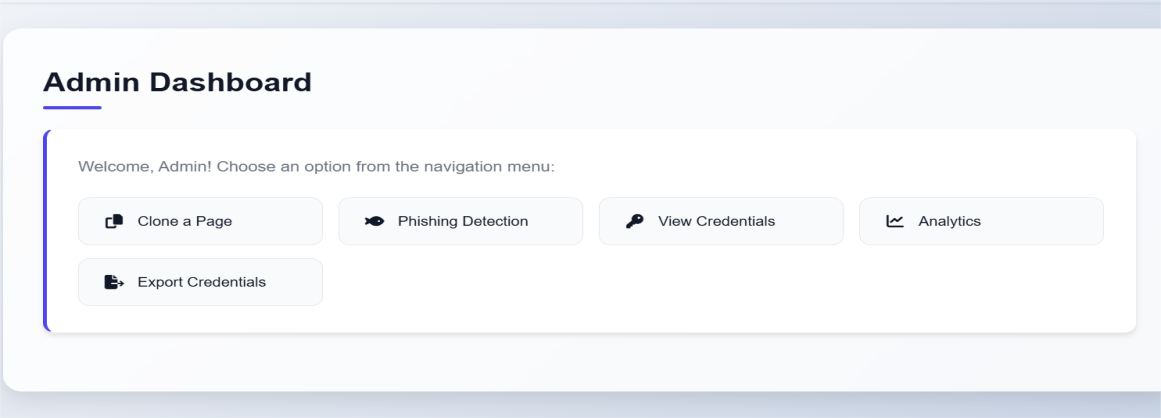 Admin Dashboard
Welcome, Admin! Choose an option from the navigation menu:
Clone a Page
Phishing Detection
View Credentials
Analytics
Export Credentials